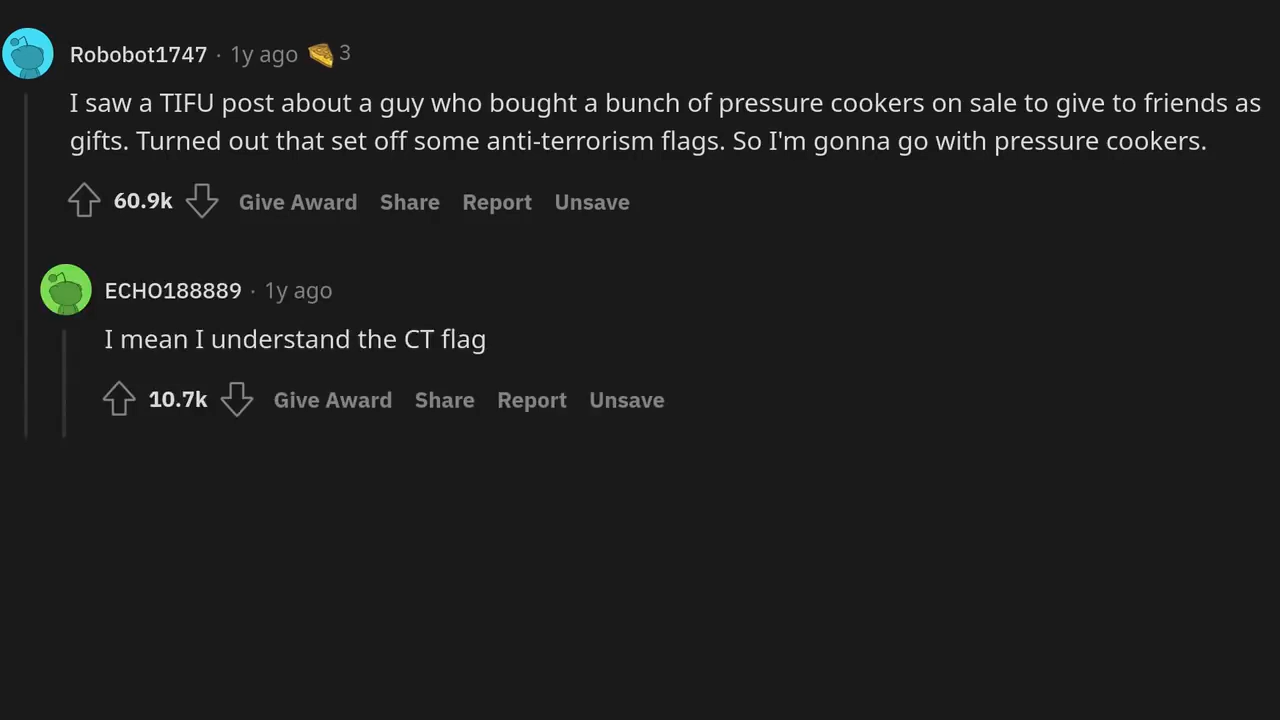 Robobot1747 · 1y ago 3
I saw a TIFU post about a guy who bought a bunch of pressure cookers on sale to give to friends as
gifts. Turned out that set off some anti-terrorism flags. So I'm gonna go with pressure cookers.
60.9k Give Award Share Report Unsave
ECHO188889 · 1y ago
I mean I understand the CT flag
10.7k Give Award Share Report Unsave